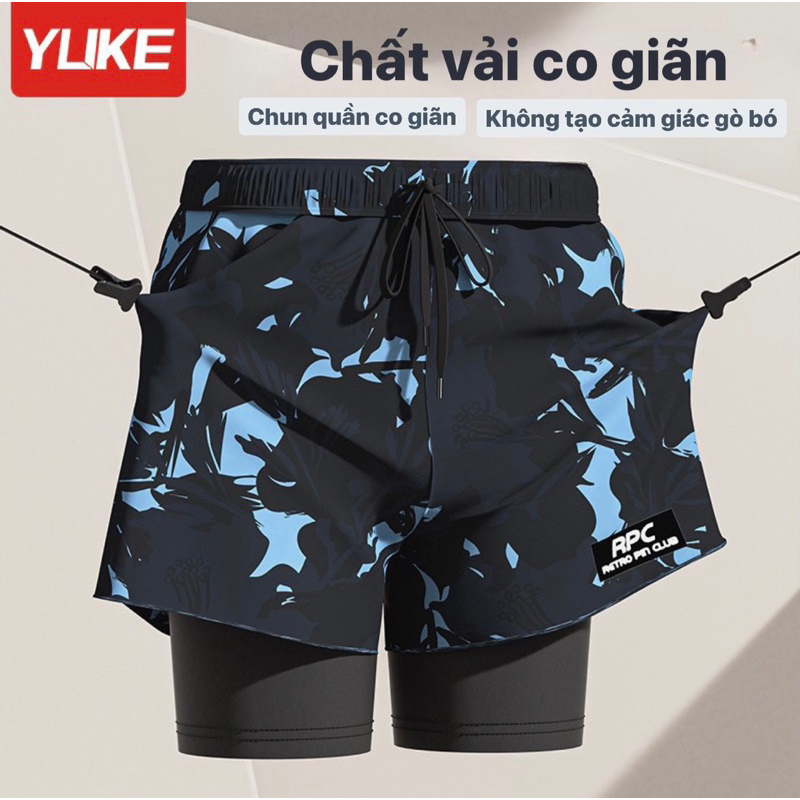 YUKE
Chất vải co giãn
Chun quần co giãn
Không tạo cảm giác gò bó
RPC
RETRO PIN CLUB